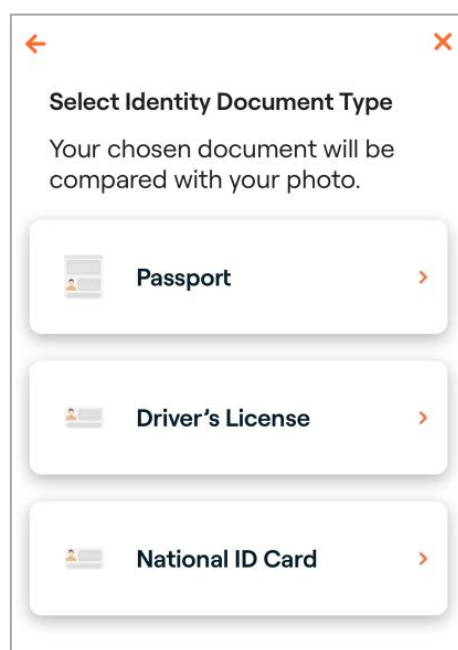 Select Identity Document Type
Your chosen document will be
compared with your photo.
Passport
Driver’s License
National ID Card